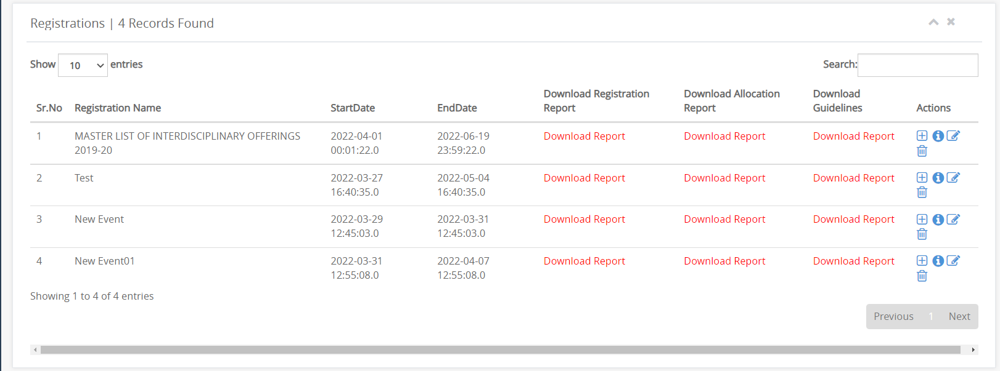 Registrations | 4 Records Found
Show 10 entries Search:
Download Registration Download Allocation Download
Sr.No Registration Name StartDate EndDate Report Report Guidelines Actions
1 MASTER LIST OF INTERDISCIPLINARY OFFERINGS 2022-04-01 2022-06-19 Download Report Download Report Download Report
2019-20 00:01:22.0 23:59:22.0
2 Test 2022-03-27 2022-05-04 Download Report Download Report Download Report
16:40:35.0 16:40:35.0
3 New Event 2022-03-29 2022-03-31 Download Report Download Report Download Report
12:45:03.0 12:45:03.0
4 New Event01 2022-03-31 2022-04-07 Download Report Download Report Download Report
12:55:08.0 12:55:08.0
Showing 1 to 4 of 4 entries
Previous 1 Next